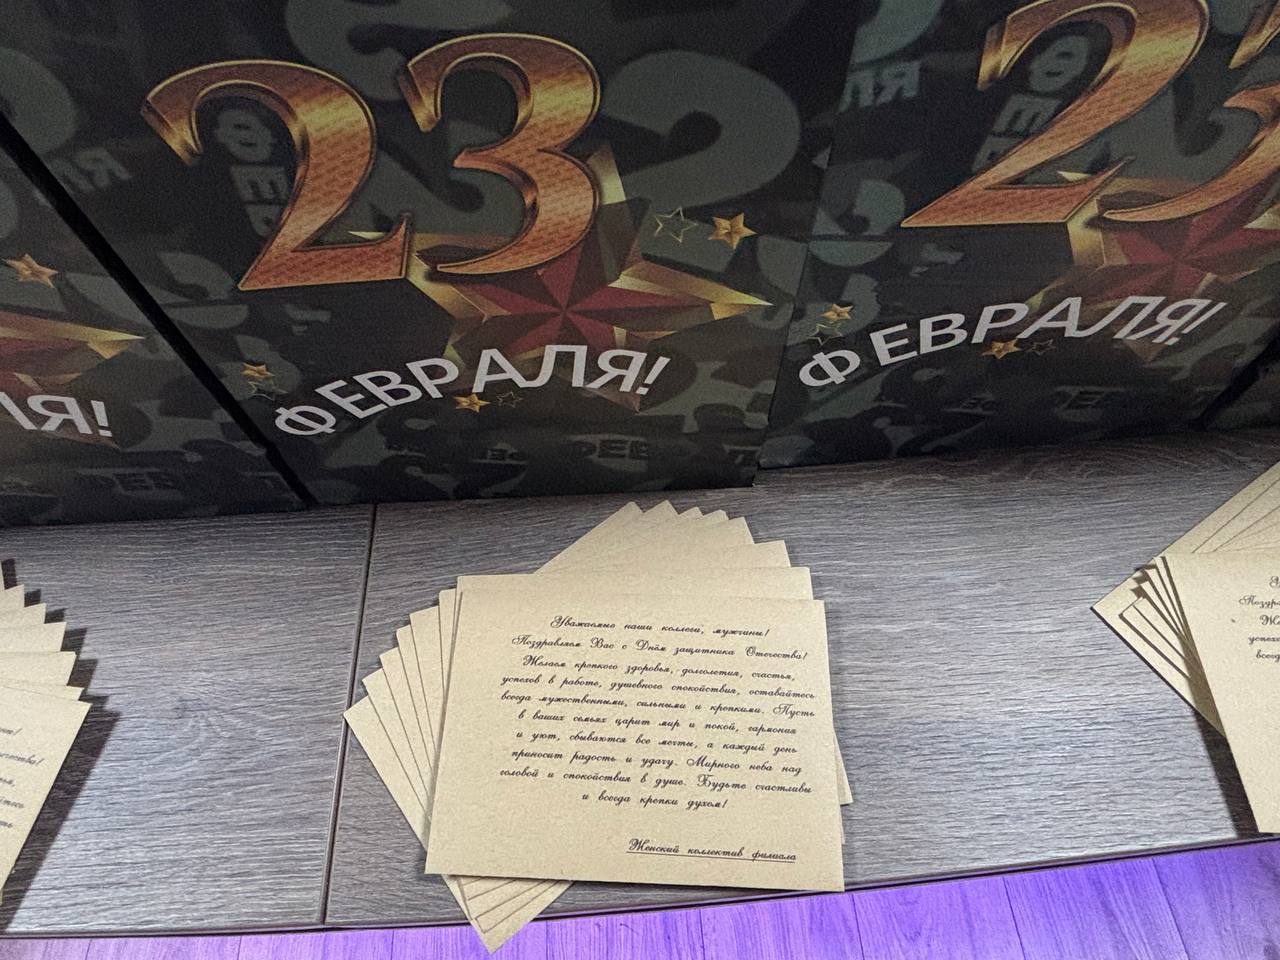 23
ФЕВРАЛЯ!
23
ФЕВРАЛЯ!
ЛЯ!
Уважаемые наши коллеги, мужчины!
Поздравляем Вас с Днём защитника Отечества!
Желаем крепкого здоровья, долголетия, счастья,
успехов в работе, душевного спокойствия, оставайтесь
всегда мужественными, сильными и крепкими. Пусть
в ваших семьях царит мир и покой, гармония
и уют, сбываются все мечты, а каждый день
приносит радость и удачу. Мирного неба над
головой и спокойствия в душе. Будьте счастливы
и всегда крепки духом!
Женский коллектив филиала